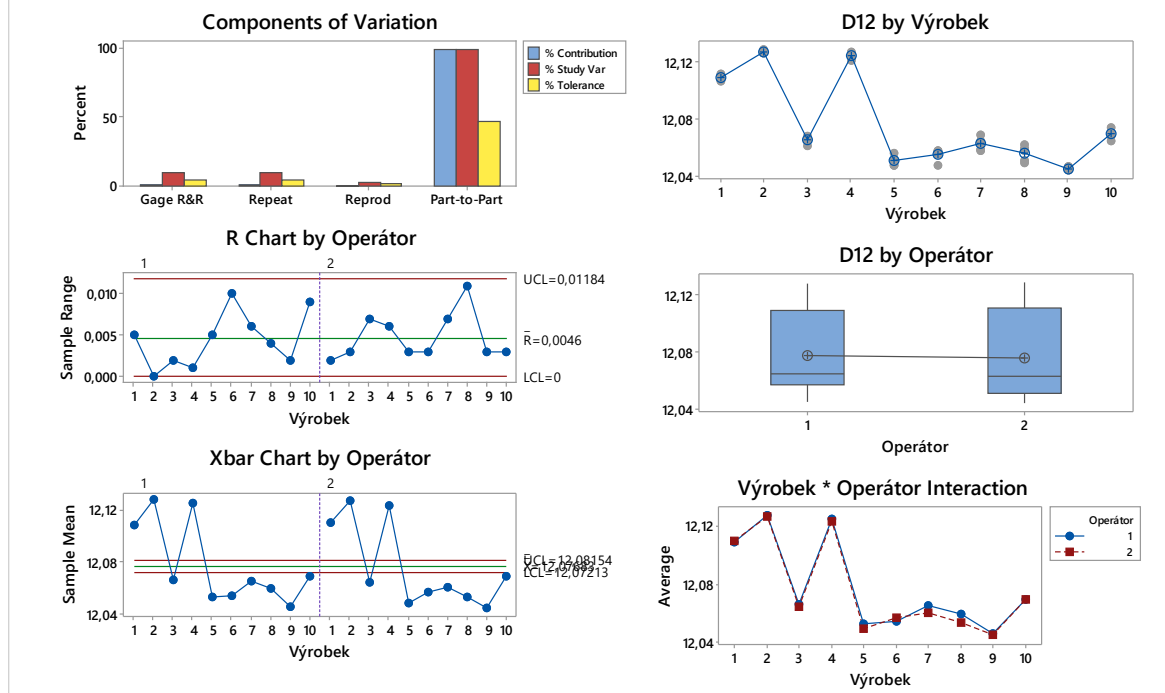 Components of Variation
100
50
0
Percent
Gage R&R Repeat Reprod Part-to-Part
% Contribution
% Study Var
% Tolerance
D12 by Výrobek
12,12
12,08
12,04
1 2 3 4 5 6 7 8 9 10
Výrobek
R Chart by Operátor
1 2
0,010
0,005
0,000
Sample Range
UCL=0,01184
R̄=0,0046
LCL=0
1 2 3 4 5 6 7 8 9 10 1 2 3 4 5 6 7 8 9 10
Výrobek
D12 by Operátor
12,12
12,08
12,04
1 2
Operátor
Xbar Chart by Operátor
1 2
12,12
12,08
12,04
Sample Mean
UCL=12,08154
LCL=12,07213
1 2 3 4 5 6 7 8 9 10 1 2 3 4 5 6 7 8 9 10
Výrobek
Výrobek * Operátor Interaction
12,12
12,08
12,04
Average
1 2 3 4 5 6 7 8 9 10
Výrobek
Operátor
1
2